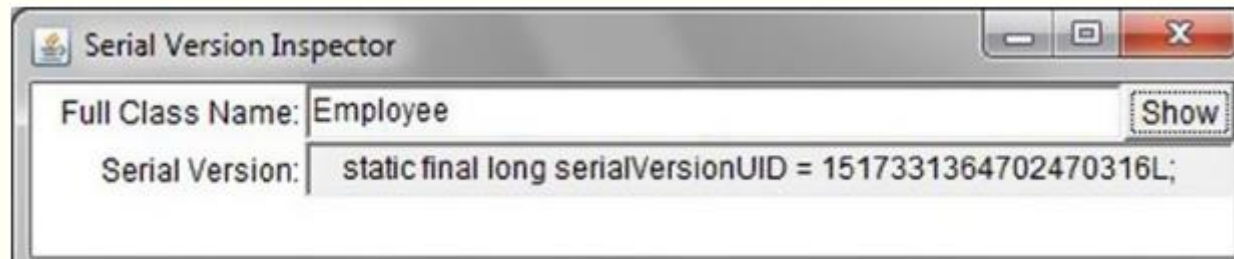 Serial Version Inspector
Full Class Name: Employee Show
Serial Version: static final long serialVersionUID = 1517331364702470316L;